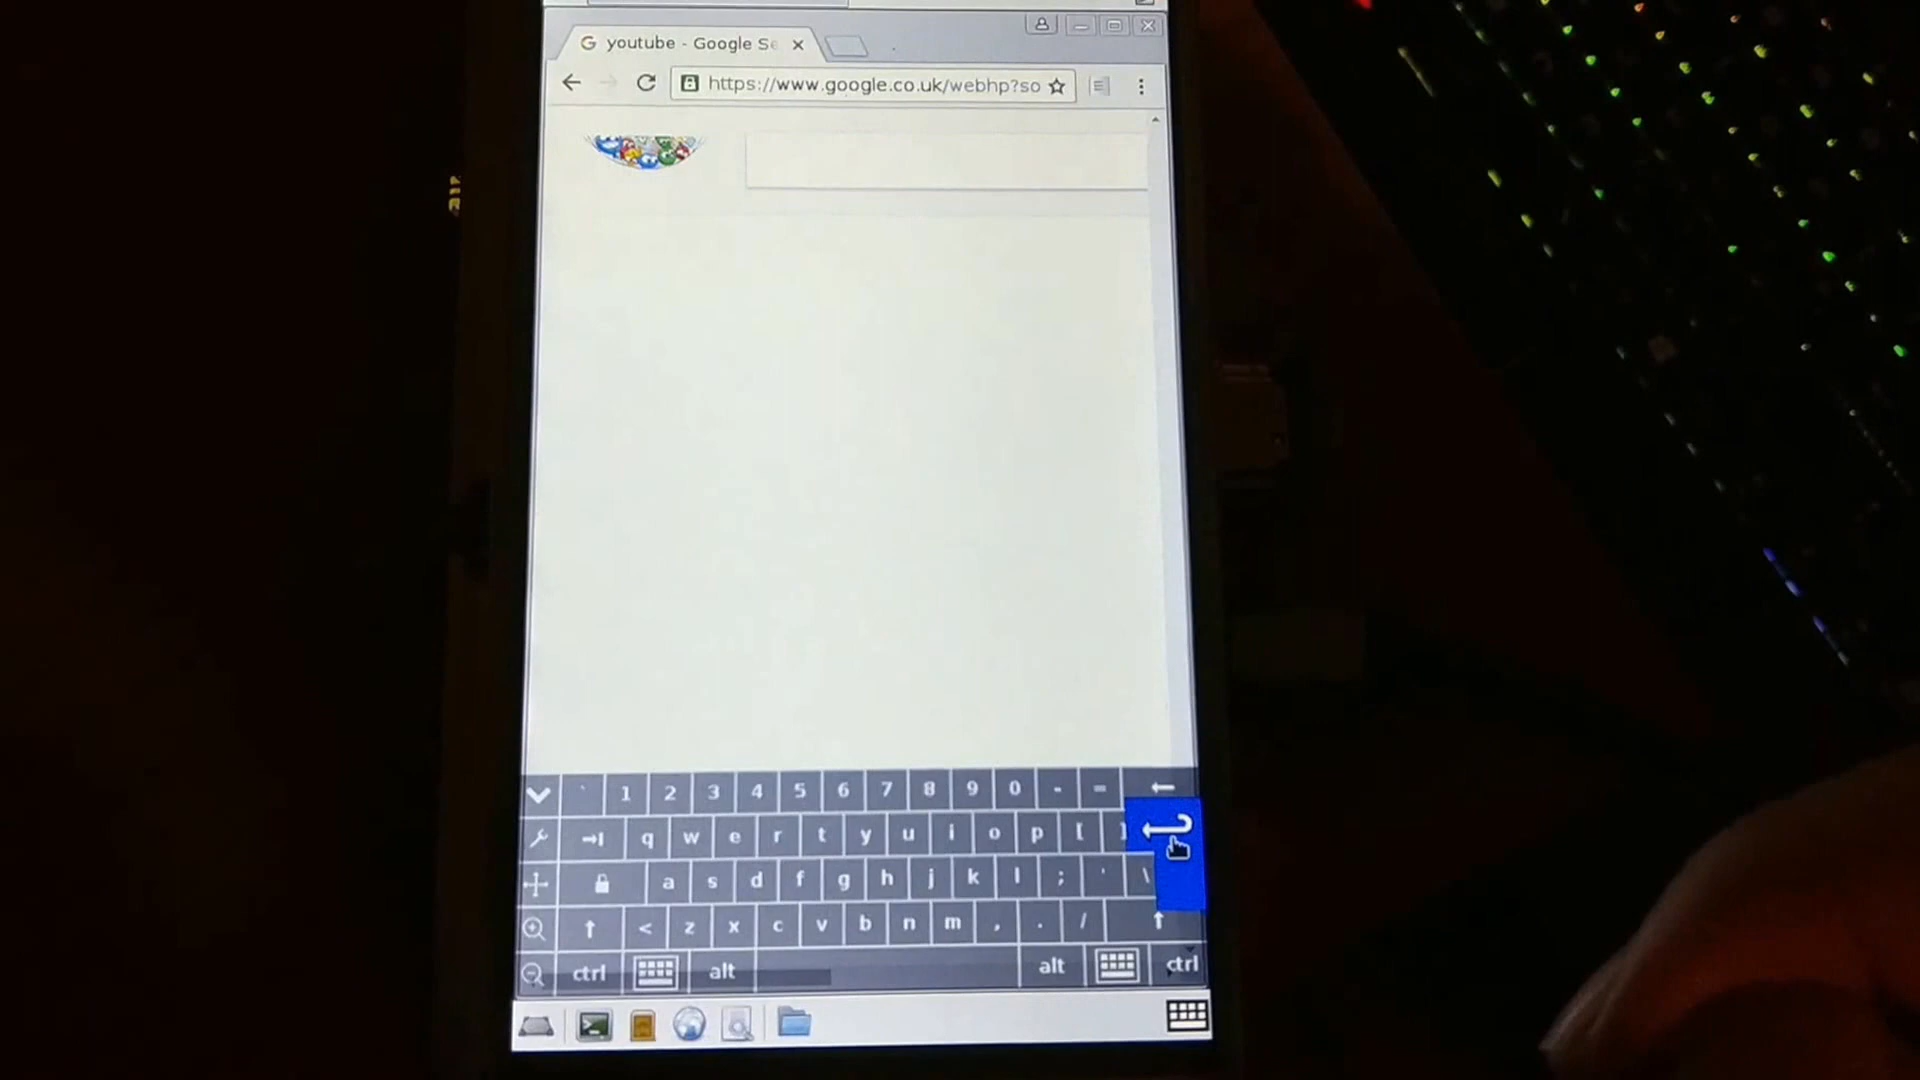 youtube - Google Se
https://www.google.co.uk/webhp?so
` 1 2 3 4 5 6 7 8 9 0 - =
q w e r t y u i o p [ ]
a s d f g h j k l ; ' \
< z x c v b n m , . /
ctrl alt alt ctrl